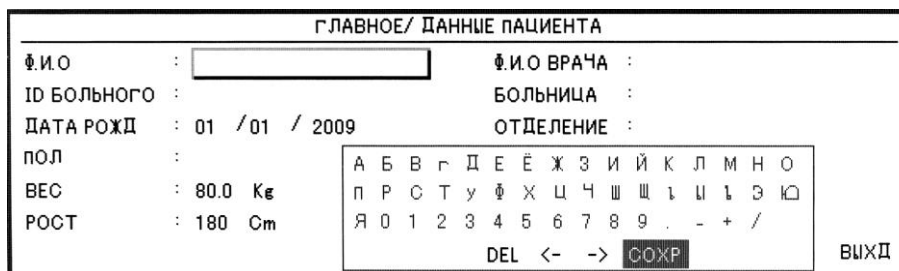 ГЛАВНОЕ/ ДАННЫЕ ПАЦИЕНТА
Ф.И.О : Ф.И.О ВРАЧА :
ID БОЛЬНОГО : БОЛЬНИЦА :
ДАТА РОЖД : 01 / 01 / 2009 ОТДЕЛЕНИЕ :
ПОЛ :
ВЕС : 80.0 Kg
РОСТ : 180 Cm
А Б В Г Д Е Ё Ж З И Й К Л М Н О
П Р С Т У Ф Х Ц Ч Ш Щ Ъ Ы Ь Э Ю
Я 0 1 2 3 4 5 6 7 8 9 . - + /
DEL <- -> СОХР
ВЫХД